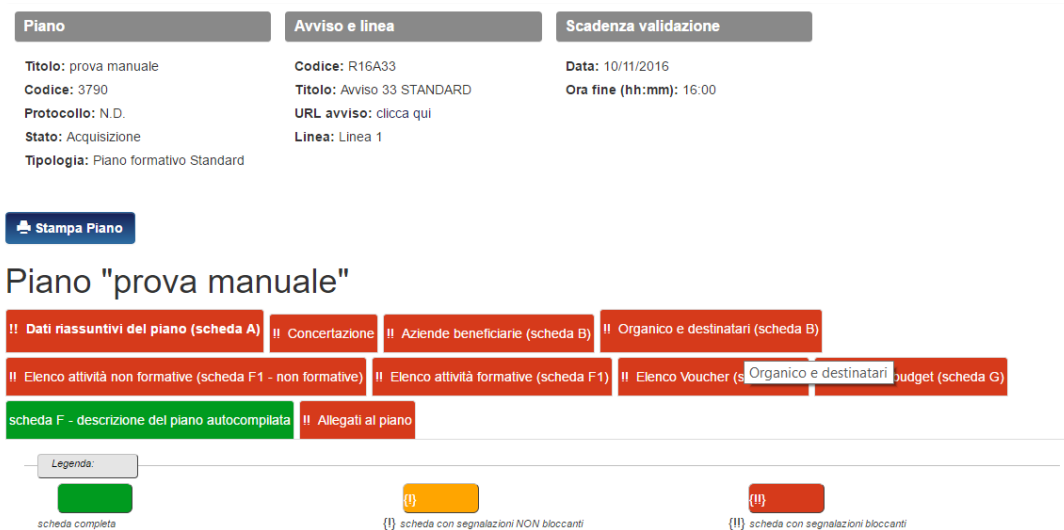 Piano
Avviso e linea
Scadenza validazione
Titolo: prova manuale
Codice: 3790
Protocollo: N.D.
Stato: Acquisizione
Tipologia: Piano formativo Standard
Codice: R16A33
Titolo: Avviso 33 STANDARD
URL avviso: clicca qui
Linea: Linea 1
Data: 10/11/2016
Ora fine (hh:mm): 16:00
Stampa Piano
Piano "prova manuale"
!! Dati riassuntivi del piano (scheda A) !! Concertazione !! Aziende beneficiarie (scheda B) !! Organico e destinatari (scheda B)
!! Elenco attività non formative (scheda F1 - non formative) !! Elenco attività formative (scheda F1) !! Elenco Voucher Organico e destinatari budget (scheda G)
scheda F - descrizione del piano autocompilata !! Allegati al piano
Legenda:
{!} {!!}
scheda completa {!} scheda con segnalazioni NON bloccanti {!!} scheda con segnalazioni bloccanti